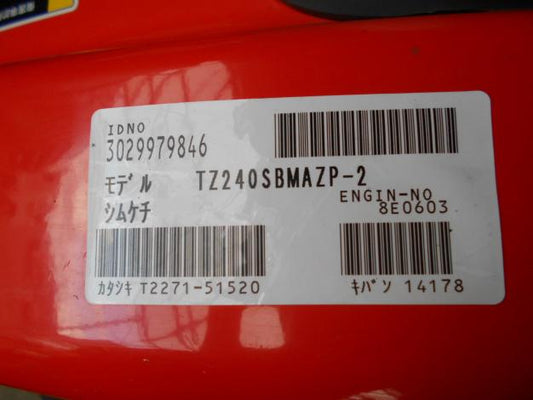 IDNO
3029979846
ﾓﾃﾞﾙ TZ240SBMAZP-2
ｼﾑｹﾁ ENGIN-NO
8E0603
ｶﾀｼｷ T2271-51520
ｷﾊﾞﾝ 14178